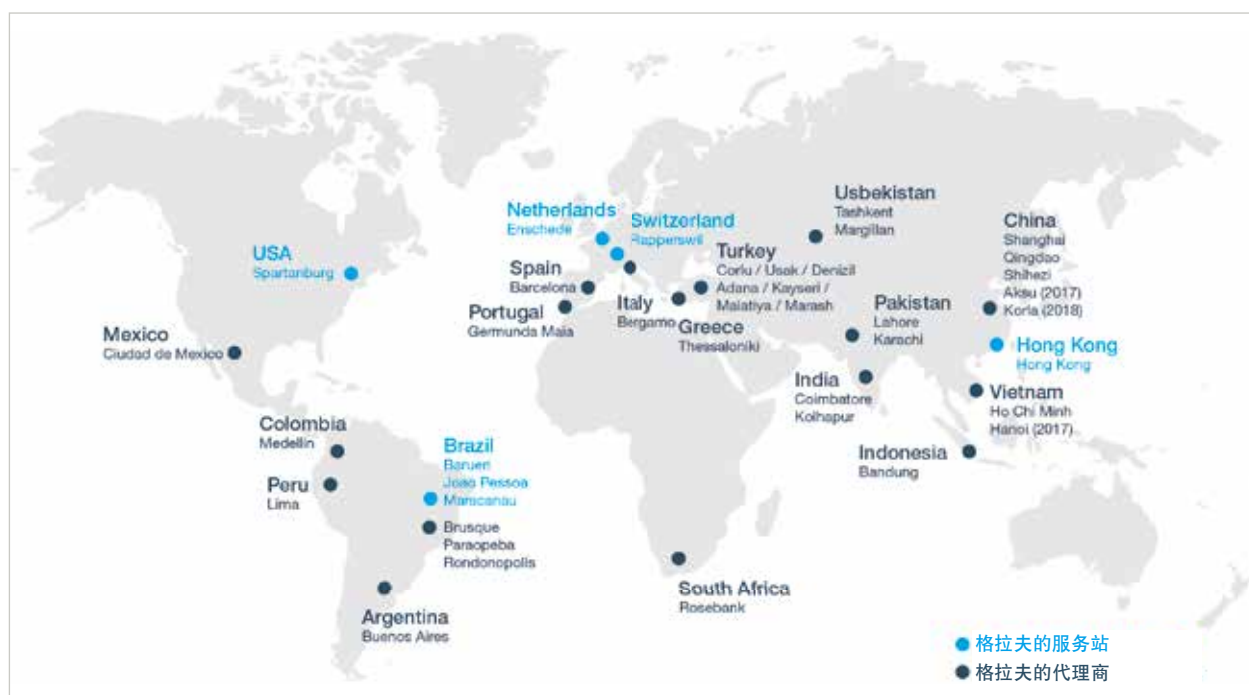 Usbekistan
Tashkent
Margillan
China
Shanghai
Qingdao
Shihezi
Aksu (2017)
Korla (2018)
Netherlands
Enschede
Switzerland
Rapperswil
USA
Spartanburg
Turkey
Corlu / Usak / Denizil
Adana / Kayseri /
Malatiya / Marash
Spain
Barcelona
Portugal
Germunda Maia
Italy
Bergamo
Greece
Thessaloniki
Pakistan
Lahore
Karachi
Mexico
Ciudad de Mexico
Hong Kong
Hong Kong
India
Coimbatore
Kolhapur
Vietnam
Ho Chi Minh
Hanoi (2017)
Colombia
Medellin
Brazil
Barueri
Joao Pessoa
Maracanau
Indonesia
Bandung
Peru
Lima
Brusque
Paraopeba
Rondonopolis
South Africa
Rosebank
Argentina
Buenos Aires
格拉夫的服务站
格拉夫的代理商